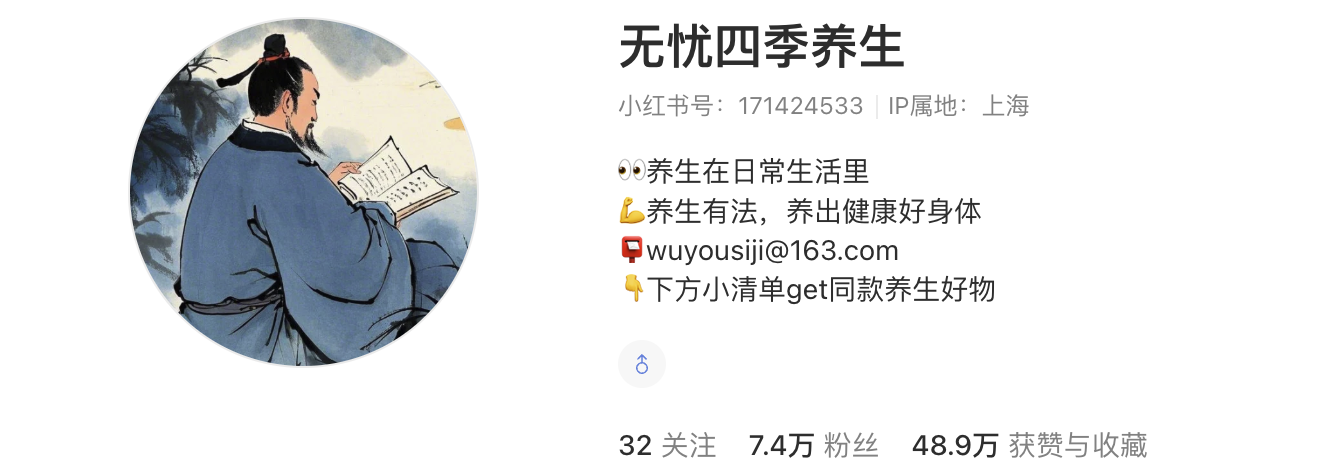 无忧四季养生
小红书号：171424533 IP属地：上海
👀养生在日常生活里
💪养生有法，养出健康好身体
📮wuyousiji@163.com
👇下方小清单get同款养生好物
32 关注 7.4万 粉丝 48.9万 获赞与收藏